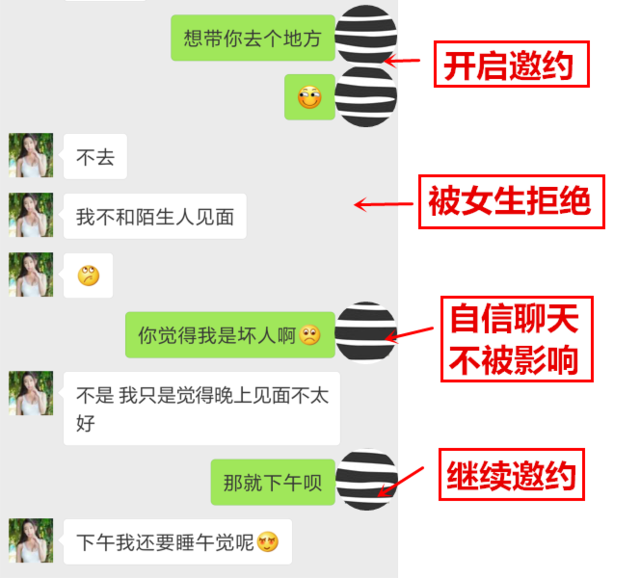 想带你去个地方
开启邀约
不去
我不和陌生人见面
被女生拒绝
你觉得我是坏人啊
自信聊天
不被影响
不是 我只是觉得晚上见面不太
好
那就下午呗
继续邀约
下午我还要睡午觉呢